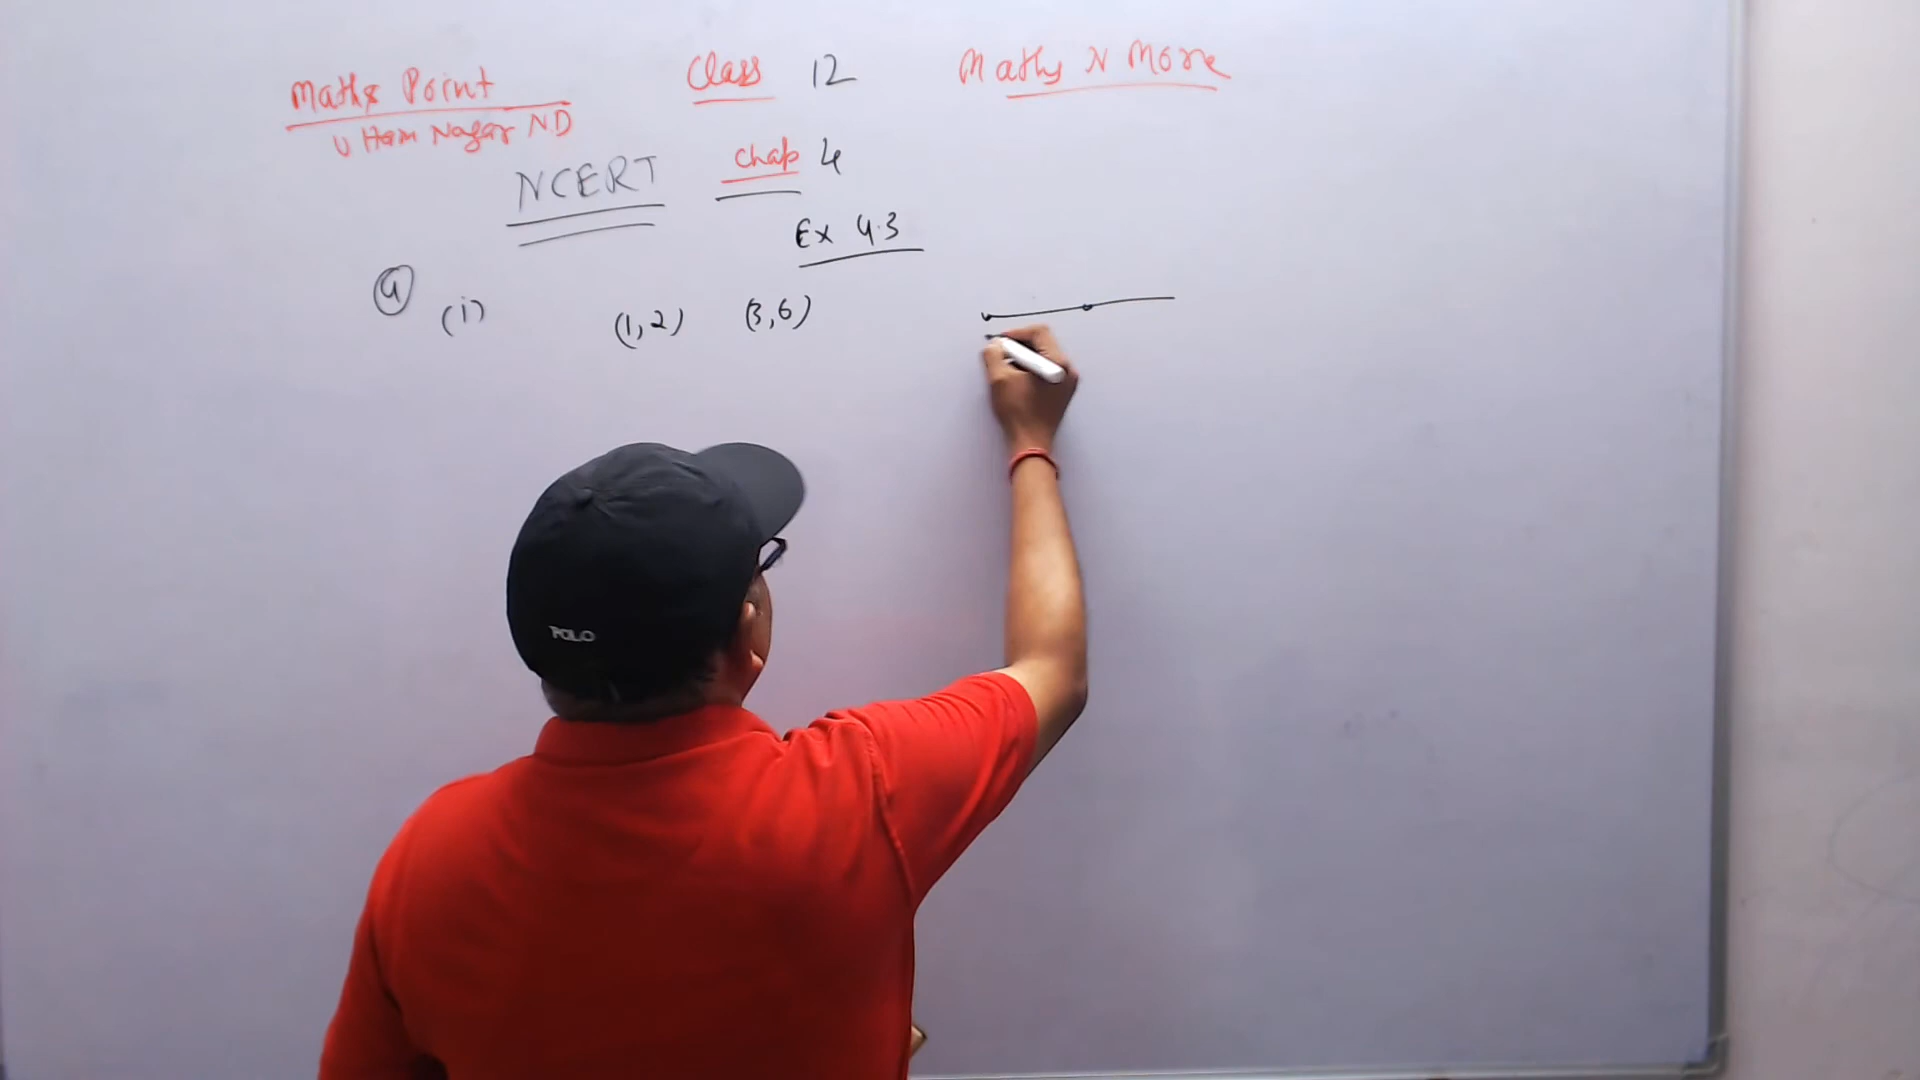 Maths Point Class 12 Maths N More
U Ham Nagar ND
NCERT Chap 4
Ex 4.3
4 (i) (1,2) (3,6)
POLO